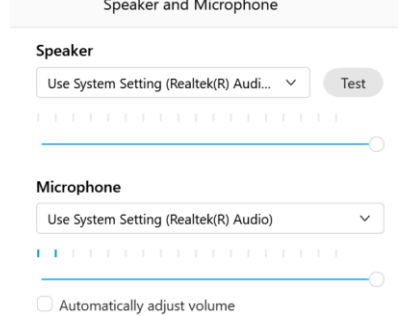 Speaker and Microphone
Speaker
Use System Setting (Realtek(R) Audi...
Test
Microphone
Use System Setting (Realtek(R) Audio)
Automatically adjust volume